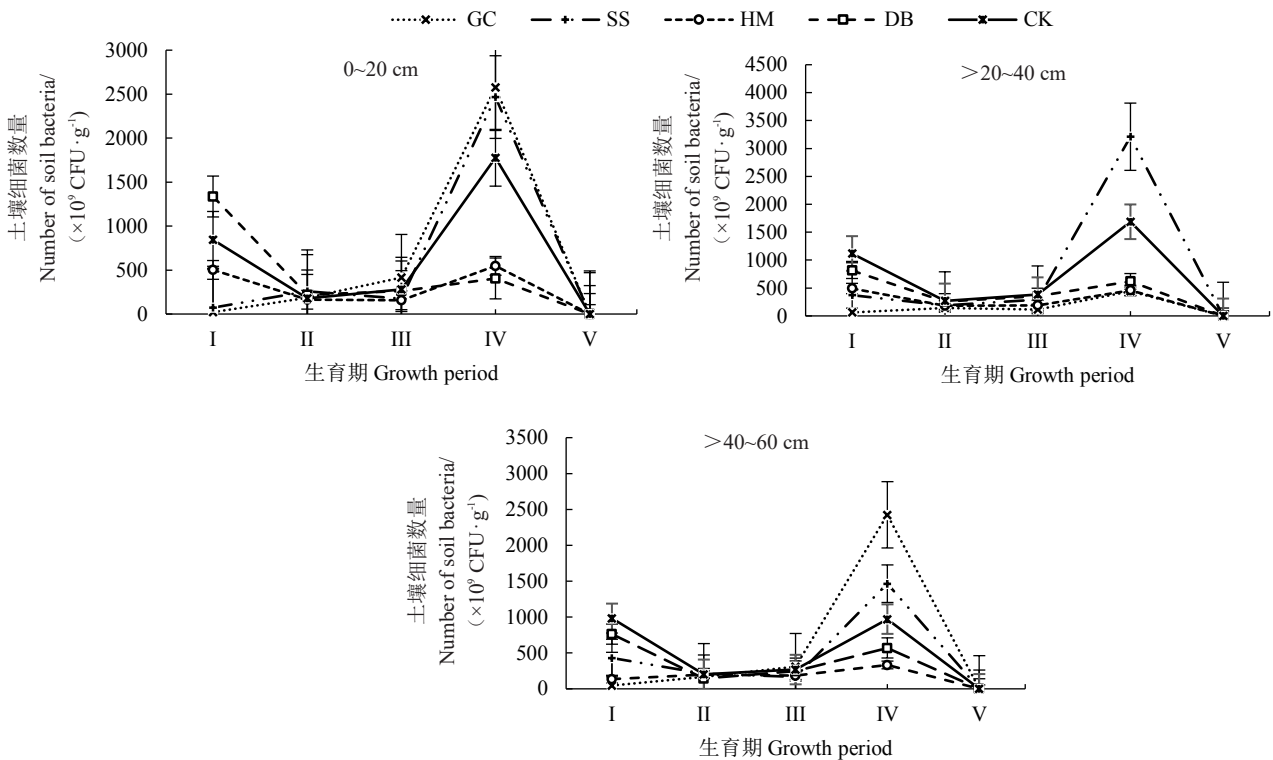 GC SS HM DB CK
0~20 cm
土壤细菌数量
Number of soil bacteria/
(×10⁹ CFU·g⁻¹)
3000
2500
2000
1500
1000
500
0
I II III IV V
生育期 Growth period
>20~40 cm
土壤细菌数量
Number of soil bacteria/
(×10⁹ CFU·g⁻¹)
4500
4000
3500
3000
2500
2000
1500
1000
500
0
I II III IV V
生育期 Growth period
>40~60 cm
土壤细菌数量
Number of soil bacteria/
(×10⁹ CFU·g⁻¹)
3500
3000
2500
2000
1500
1000
500
0
I II III IV V
生育期 Growth period